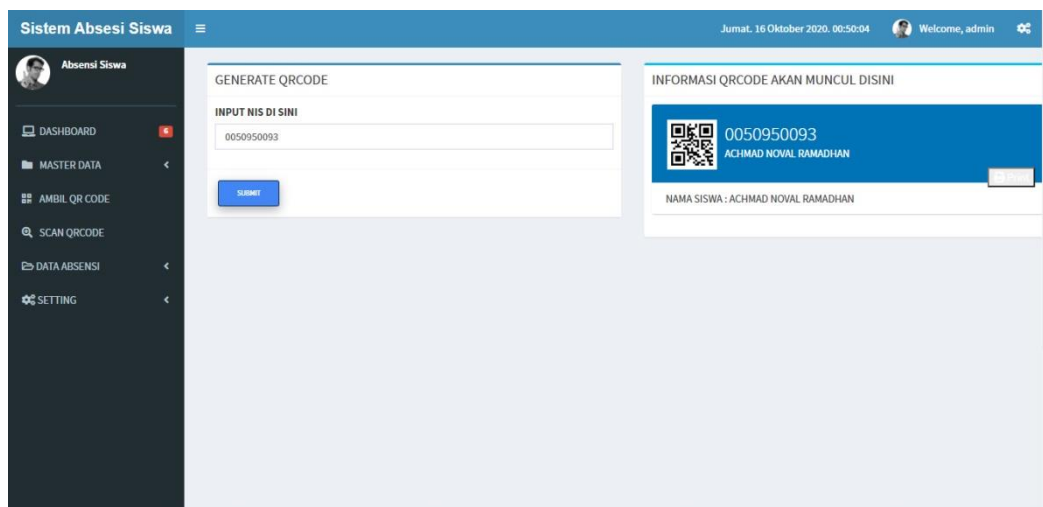 Sistem Absesi Siswa
Jumat. 16 Oktober 2020. 00:50:04
Welcome, admin
Absensi Siswa
DASHBOARD 6
MASTER DATA
AMBIL QR CODE
SCAN QRCODE
DATA ABSENSI
SETTING
GENERATE QRCODE
INPUT NIS DI SINI
0050950093
SUBMIT
INFORMASI QRCODE AKAN MUNCUL DISINI
0050950093
ACHMAD NOVAL RAMADHAN
Print
NAMA SISWA : ACHMAD NOVAL RAMADHAN